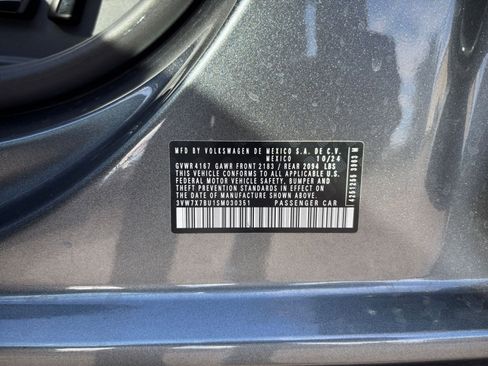 MFD BY VOLKSWAGEN DE MEXICO S.A. DE C.V.
MEXICO 10/24
GVWR 4167 GAWR FRONT 2183 / REAR 2094 LBS
THIS VEHICLE CONFORMS TO ALL APPLICABLE U.S.
FEDERAL MOTOR VEHICLE SAFETY, BUMPER AND
THEFT PREVENTION STANDARDS IN EFFECT ON THE
DATE OF MANUFACTURE SHOWN ABOVE.
3VW7X7BU1SM030351 PASSENGER CAR
4251255 3903 M